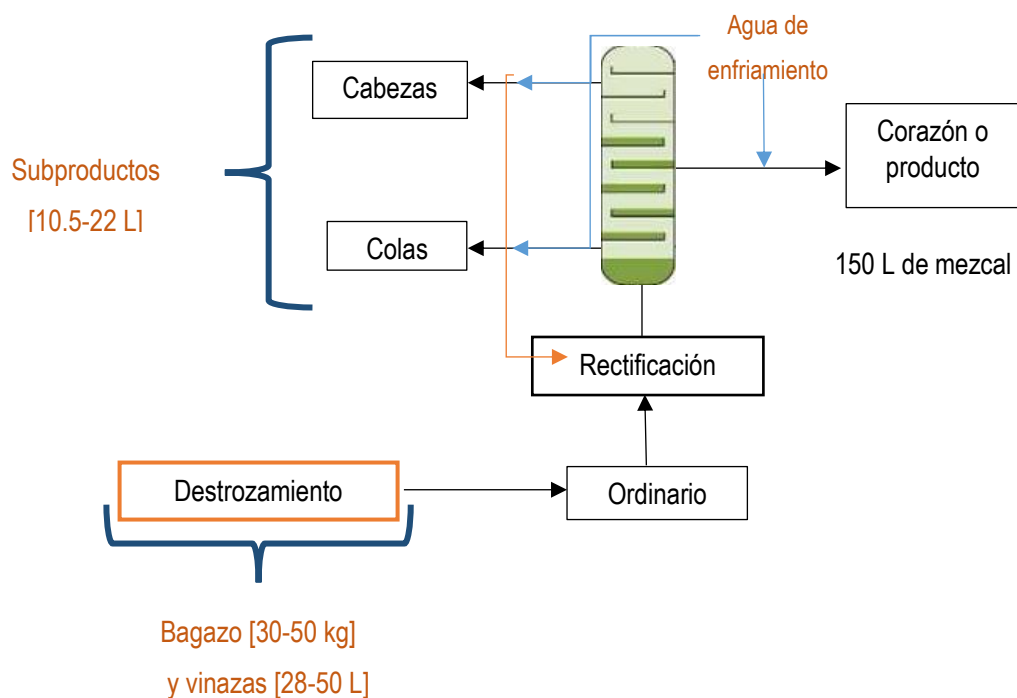 Agua de
enfriamiento
Cabezas
Corazón o
producto
Subproductos
[10.5-22 L]
Colas
150 L de mezcal
Rectificación
Destrozamiento
Ordinario
Bagazo [30-50 kg]
y vinazas [28-50 L]